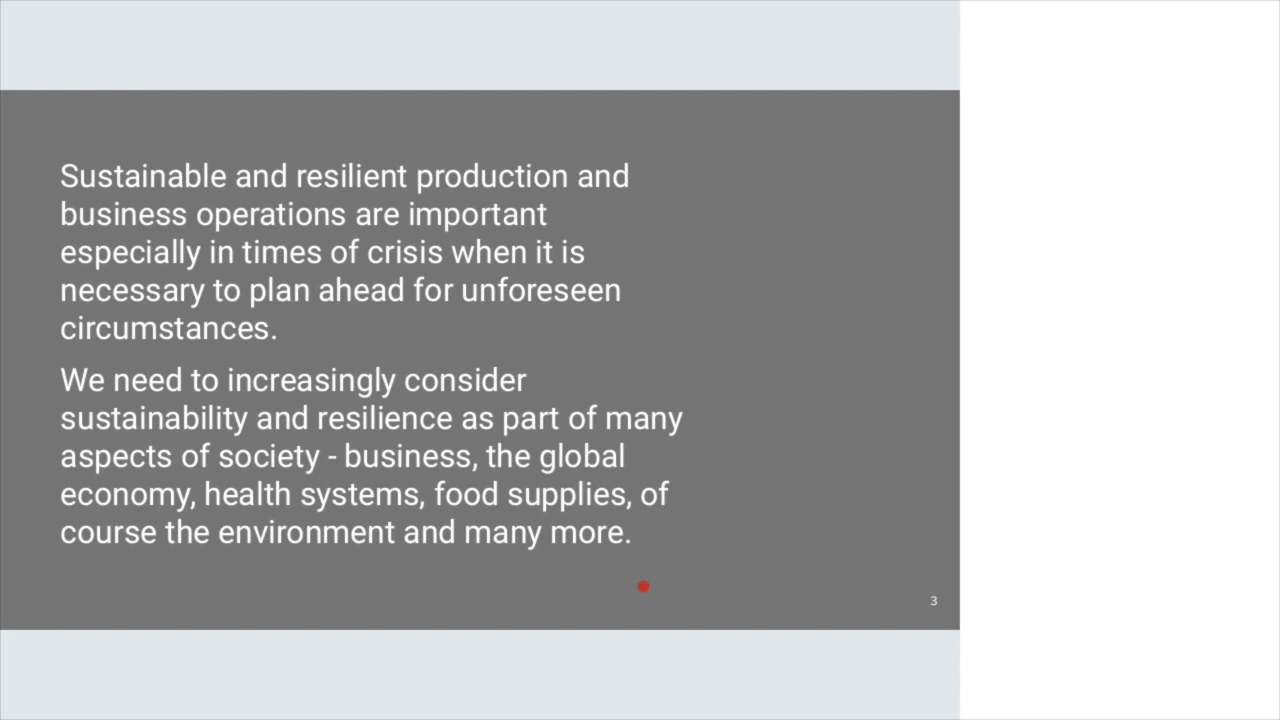 Sustainable and resilient production and
business operations are important
especially in times of crisis when it is
necessary to plan ahead for unforeseen
circumstances.
We need to increasingly consider
sustainability and resilience as part of many
aspects of society - business, the global
economy, health systems, food supplies, of
course the environment and many more.
3